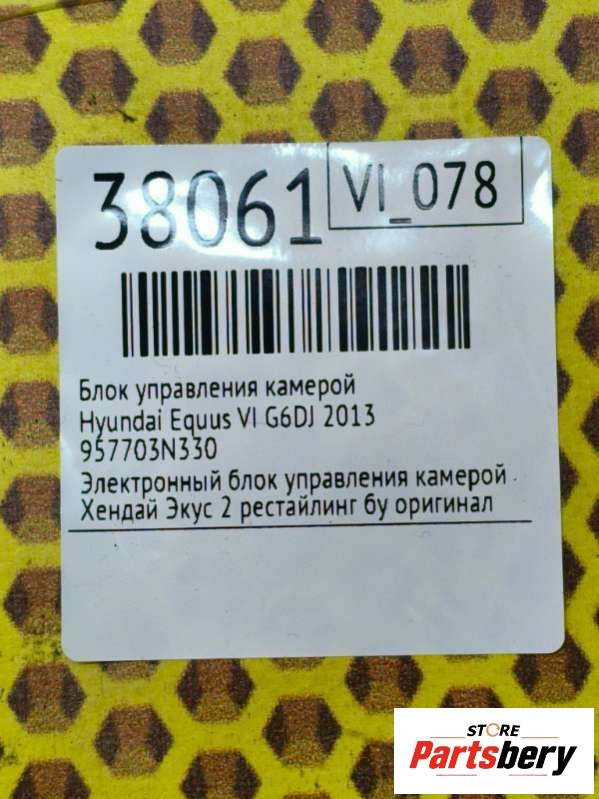 38061
VI_078
Блок управления камерой
Hyundai Equus VI G6DJ 2013
957703N330
Электронный блок управления камерой
Хендай Экус 2 рестайлинг бу оригинал
STORE
Partsbery